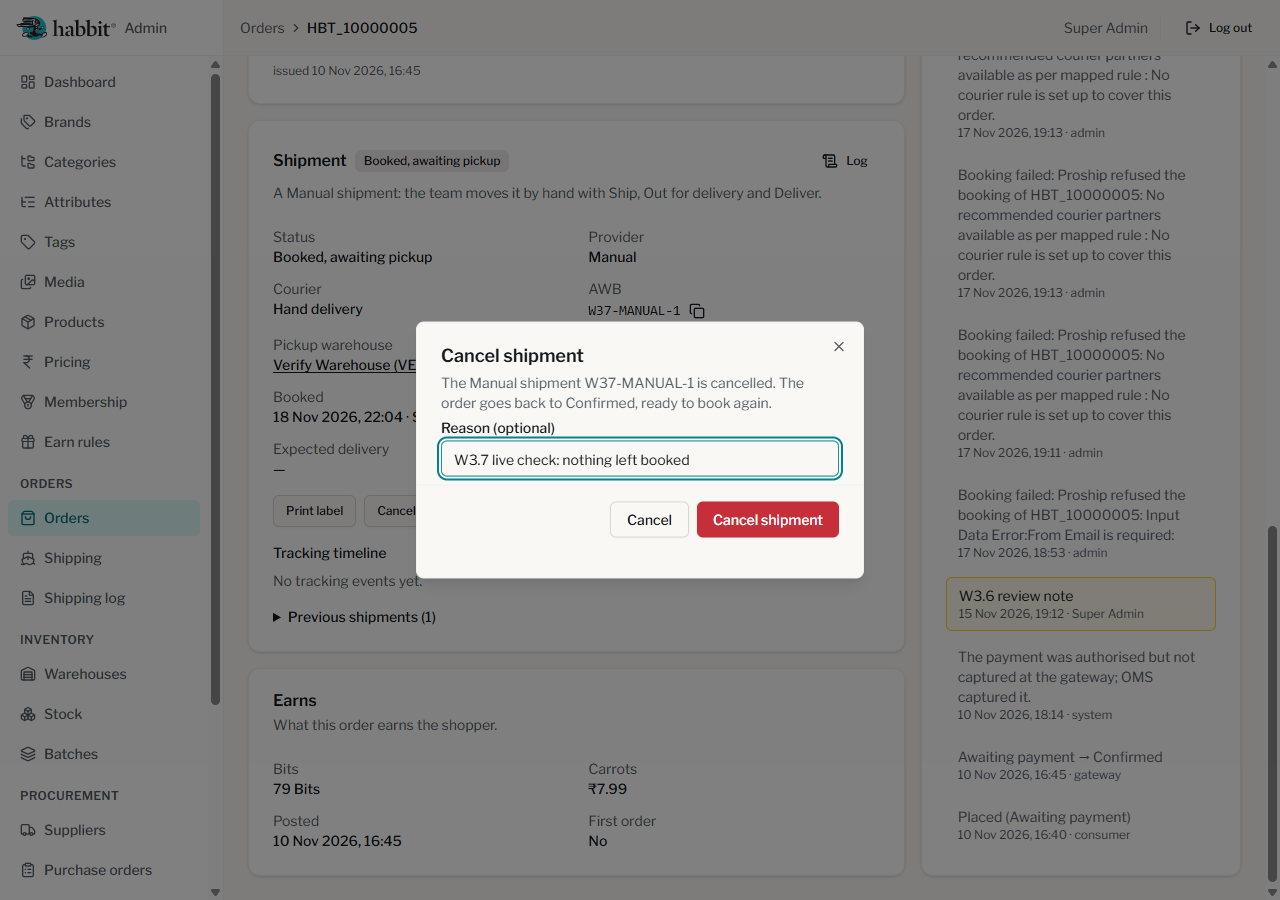 habbit® Admin
Orders > HBT_10000005
Super Admin
Log out
Dashboard
Brands
Categories
Attributes
Tags
Media
Products
Pricing
Membership
Earn rules
ORDERS
Orders
Shipping
Shipping log
INVENTORY
Warehouses
Stock
Batches
PROCUREMENT
Suppliers
Purchase orders
issued 10 Nov 2026, 16:45
Shipment Booked, awaiting pickup
Log
A Manual shipment: the team moves it by hand with Ship, Out for delivery and Deliver.
Status
Booked, awaiting pickup
Provider
Manual
Courier
Hand delivery
AWB
W37-MANUAL-1
Pickup warehouse
Verify Warehouse (VE
Booked
18 Nov 2026, 22:04 ·
Expected delivery
—
Print label
Cancel
Tracking timeline
No tracking events yet.
Previous shipments (1)
Cancel shipment
The Manual shipment W37-MANUAL-1 is cancelled. The
order goes back to Confirmed, ready to book again.
Reason (optional)
W3.7 live check: nothing left booked
Cancel
Cancel shipment
Earns
What this order earns the shopper.
Bits
79 Bits
Carrots
₹7.99
Posted
10 Nov 2026, 16:45
First order
No
recommended courier partners
available as per mapped rule : No
courier rule is set up to cover this
order.
17 Nov 2026, 19:13 · admin
Booking failed: Proship refused the
booking of HBT_10000005: No
recommended courier partners
available as per mapped rule : No
courier rule is set up to cover this
order.
17 Nov 2026, 19:13 · admin
Booking failed: Proship refused the
booking of HBT_10000005: No
recommended courier partners
available as per mapped rule : No
courier rule is set up to cover this
order.
17 Nov 2026, 19:11 · admin
Booking failed: Proship refused the
booking of HBT_10000005: Input
Data Error:From Email is required:
17 Nov 2026, 18:53 · admin
W3.6 review note
15 Nov 2026, 19:12 · Super Admin
The payment was authorised but not
captured at the gateway; OMS
captured it.
10 Nov 2026, 18:14 · system
Awaiting payment → Confirmed
10 Nov 2026, 16:45 · gateway
Placed (Awaiting payment)
10 Nov 2026, 16:40 · consumer